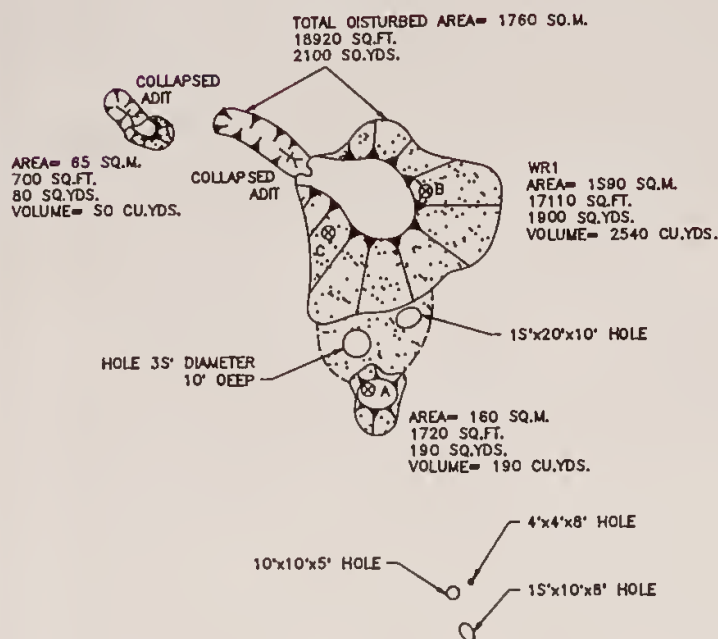 TOTAL DISTURBED AREA= 1760 SQ.M.
18920 SQ.FT.
2100 SQ.YDS.
COLLAPSED
ADIT
AREA= 65 SQ.M.
700 SQ.FT.
80 SQ.YDS.
VOLUME= 50 CU.YDS.
COLLAPSED
ADIT
B
WR1
AREA= 1590 SQ.M.
17110 SQ.FT.
1900 SQ.YDS.
VOLUME= 2540 CU.YDS.
C
15'x20'x10' HOLE
HOLE 35' DIAMETER
10' DEEP
A
AREA= 160 SQ.M.
1720 SQ.FT.
190 SQ.YDS.
VOLUME= 190 CU.YDS.
4'x4'x8' HOLE
10'x10'x5' HOLE
15'x10'x8' HOLE